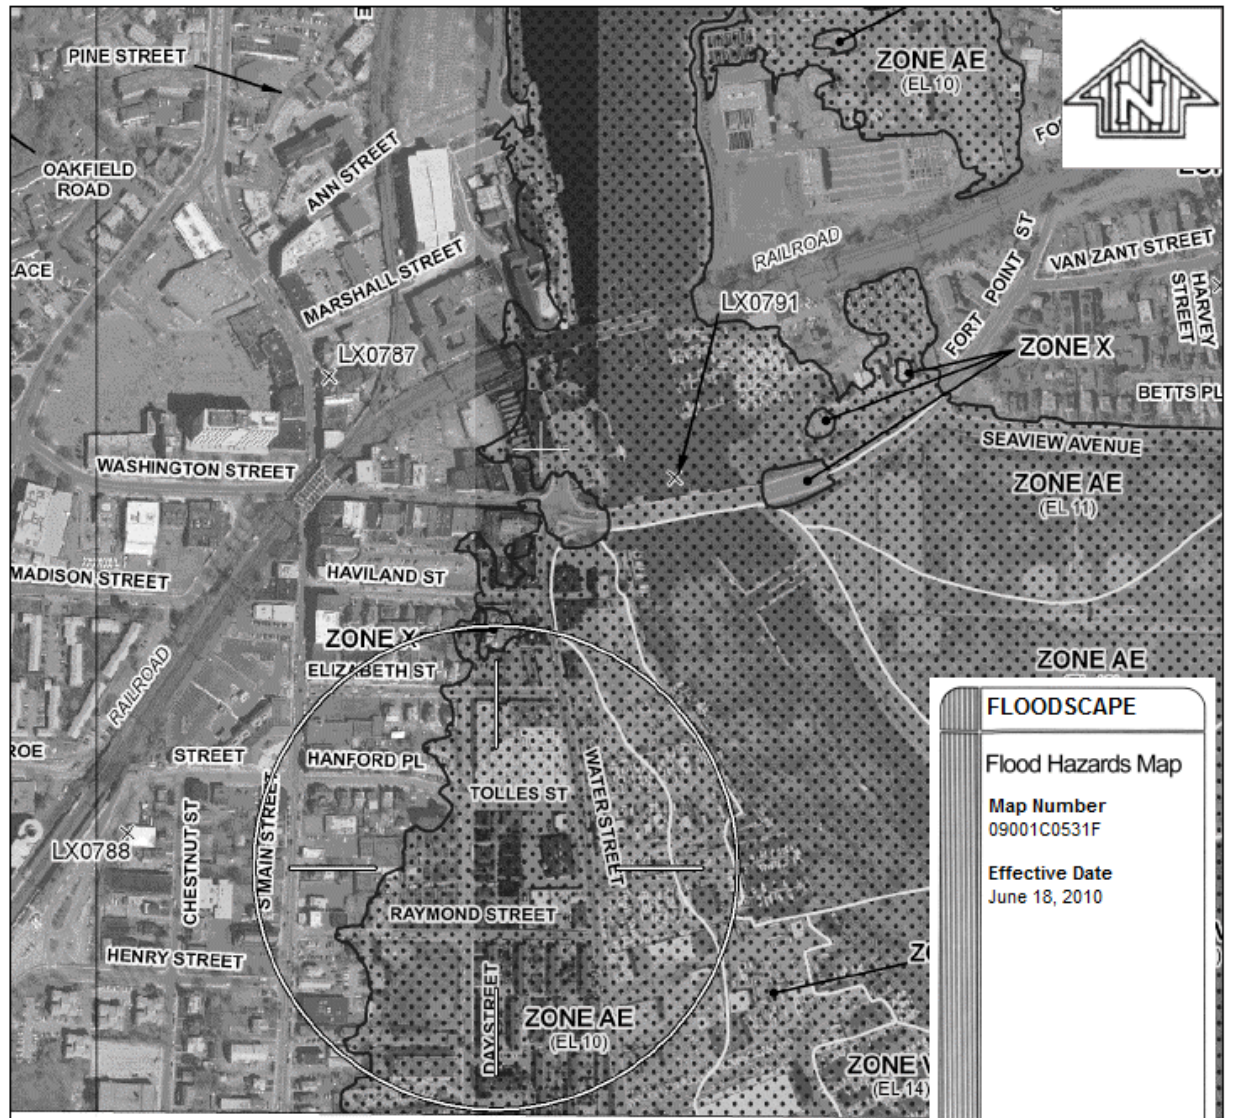 PINE STREET
ZONE AE
(EL 10)
N
OAKFIELD
ROAD
ANN STREET
RAILROAD
FORT POINT ST
VAN ZANT STREET
ACE
MARSHALL STREET
HARVEY
STREET
LX0791
LX0787
ZONE X
BETTS PL
SEAVIEW AVENUE
WASHINGTON STREET
ZONE AE
(EL 11)
MADISON STREET
HAVILAND ST
ZONE X
ELIZABETH ST
ZONE AE
RAILROAD
FLOODSCAPE
ROE
STREET
HANFORD PL
WATER STREET
Flood Hazards Map
TOLLES ST
Map Number
09001C0531F
CHESTNUT ST
S MAIN STREET
LX0788
Effective Date
June 18, 2010
RAYMOND STREET
HENRY STREET
DAY STREET
ZONE AE
(EL 10)
ZONE V
(EL 14)